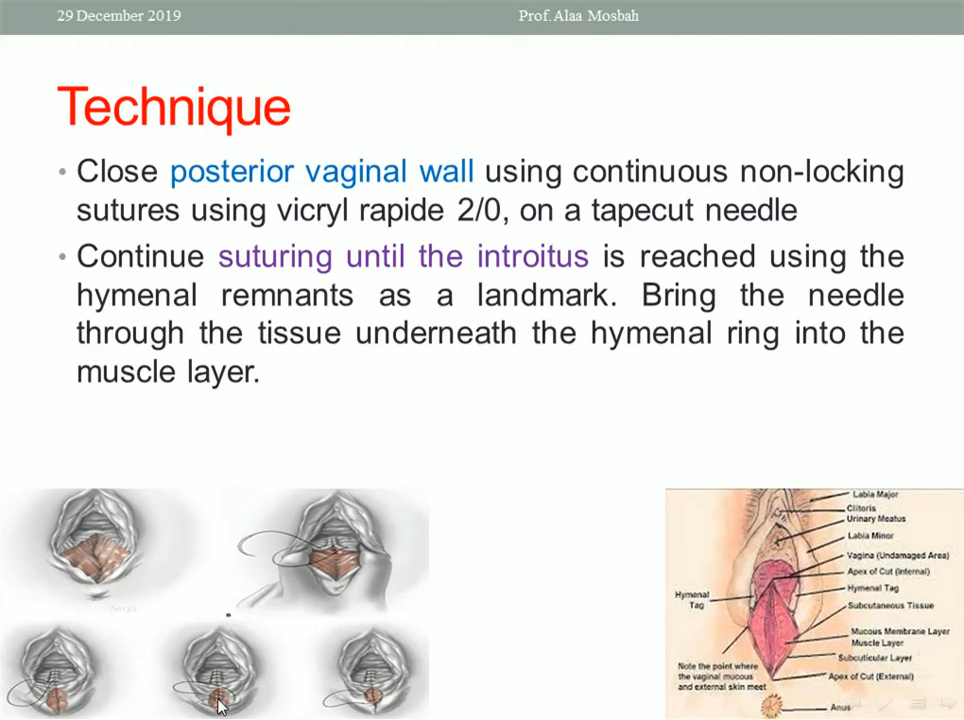 29 December 2019
Prof. Alaa Mosbah
Technique
• Close posterior vaginal wall using continuous non-locking
sutures using vicryl rapide 2/0, on a tapecut needle
• Continue suturing until the introitus is reached using the
hymenal remnants as a landmark. Bring the needle
through the tissue underneath the hymenal ring into the
muscle layer.
Labia Major
Clitoris
Urinary Meatus
Labia Minor
Vagina (Undamaged Area)
Apex of Cut (Internal)
Hymenal Tag
Hymenal
Tag
Subcutaneous Tissue
Mucous Membrane Layer
Muscle Layer
Subcuticular Layer
Note the point where
the vaginal mucous
and external skin meet
Apex of Cut (External)
Anus